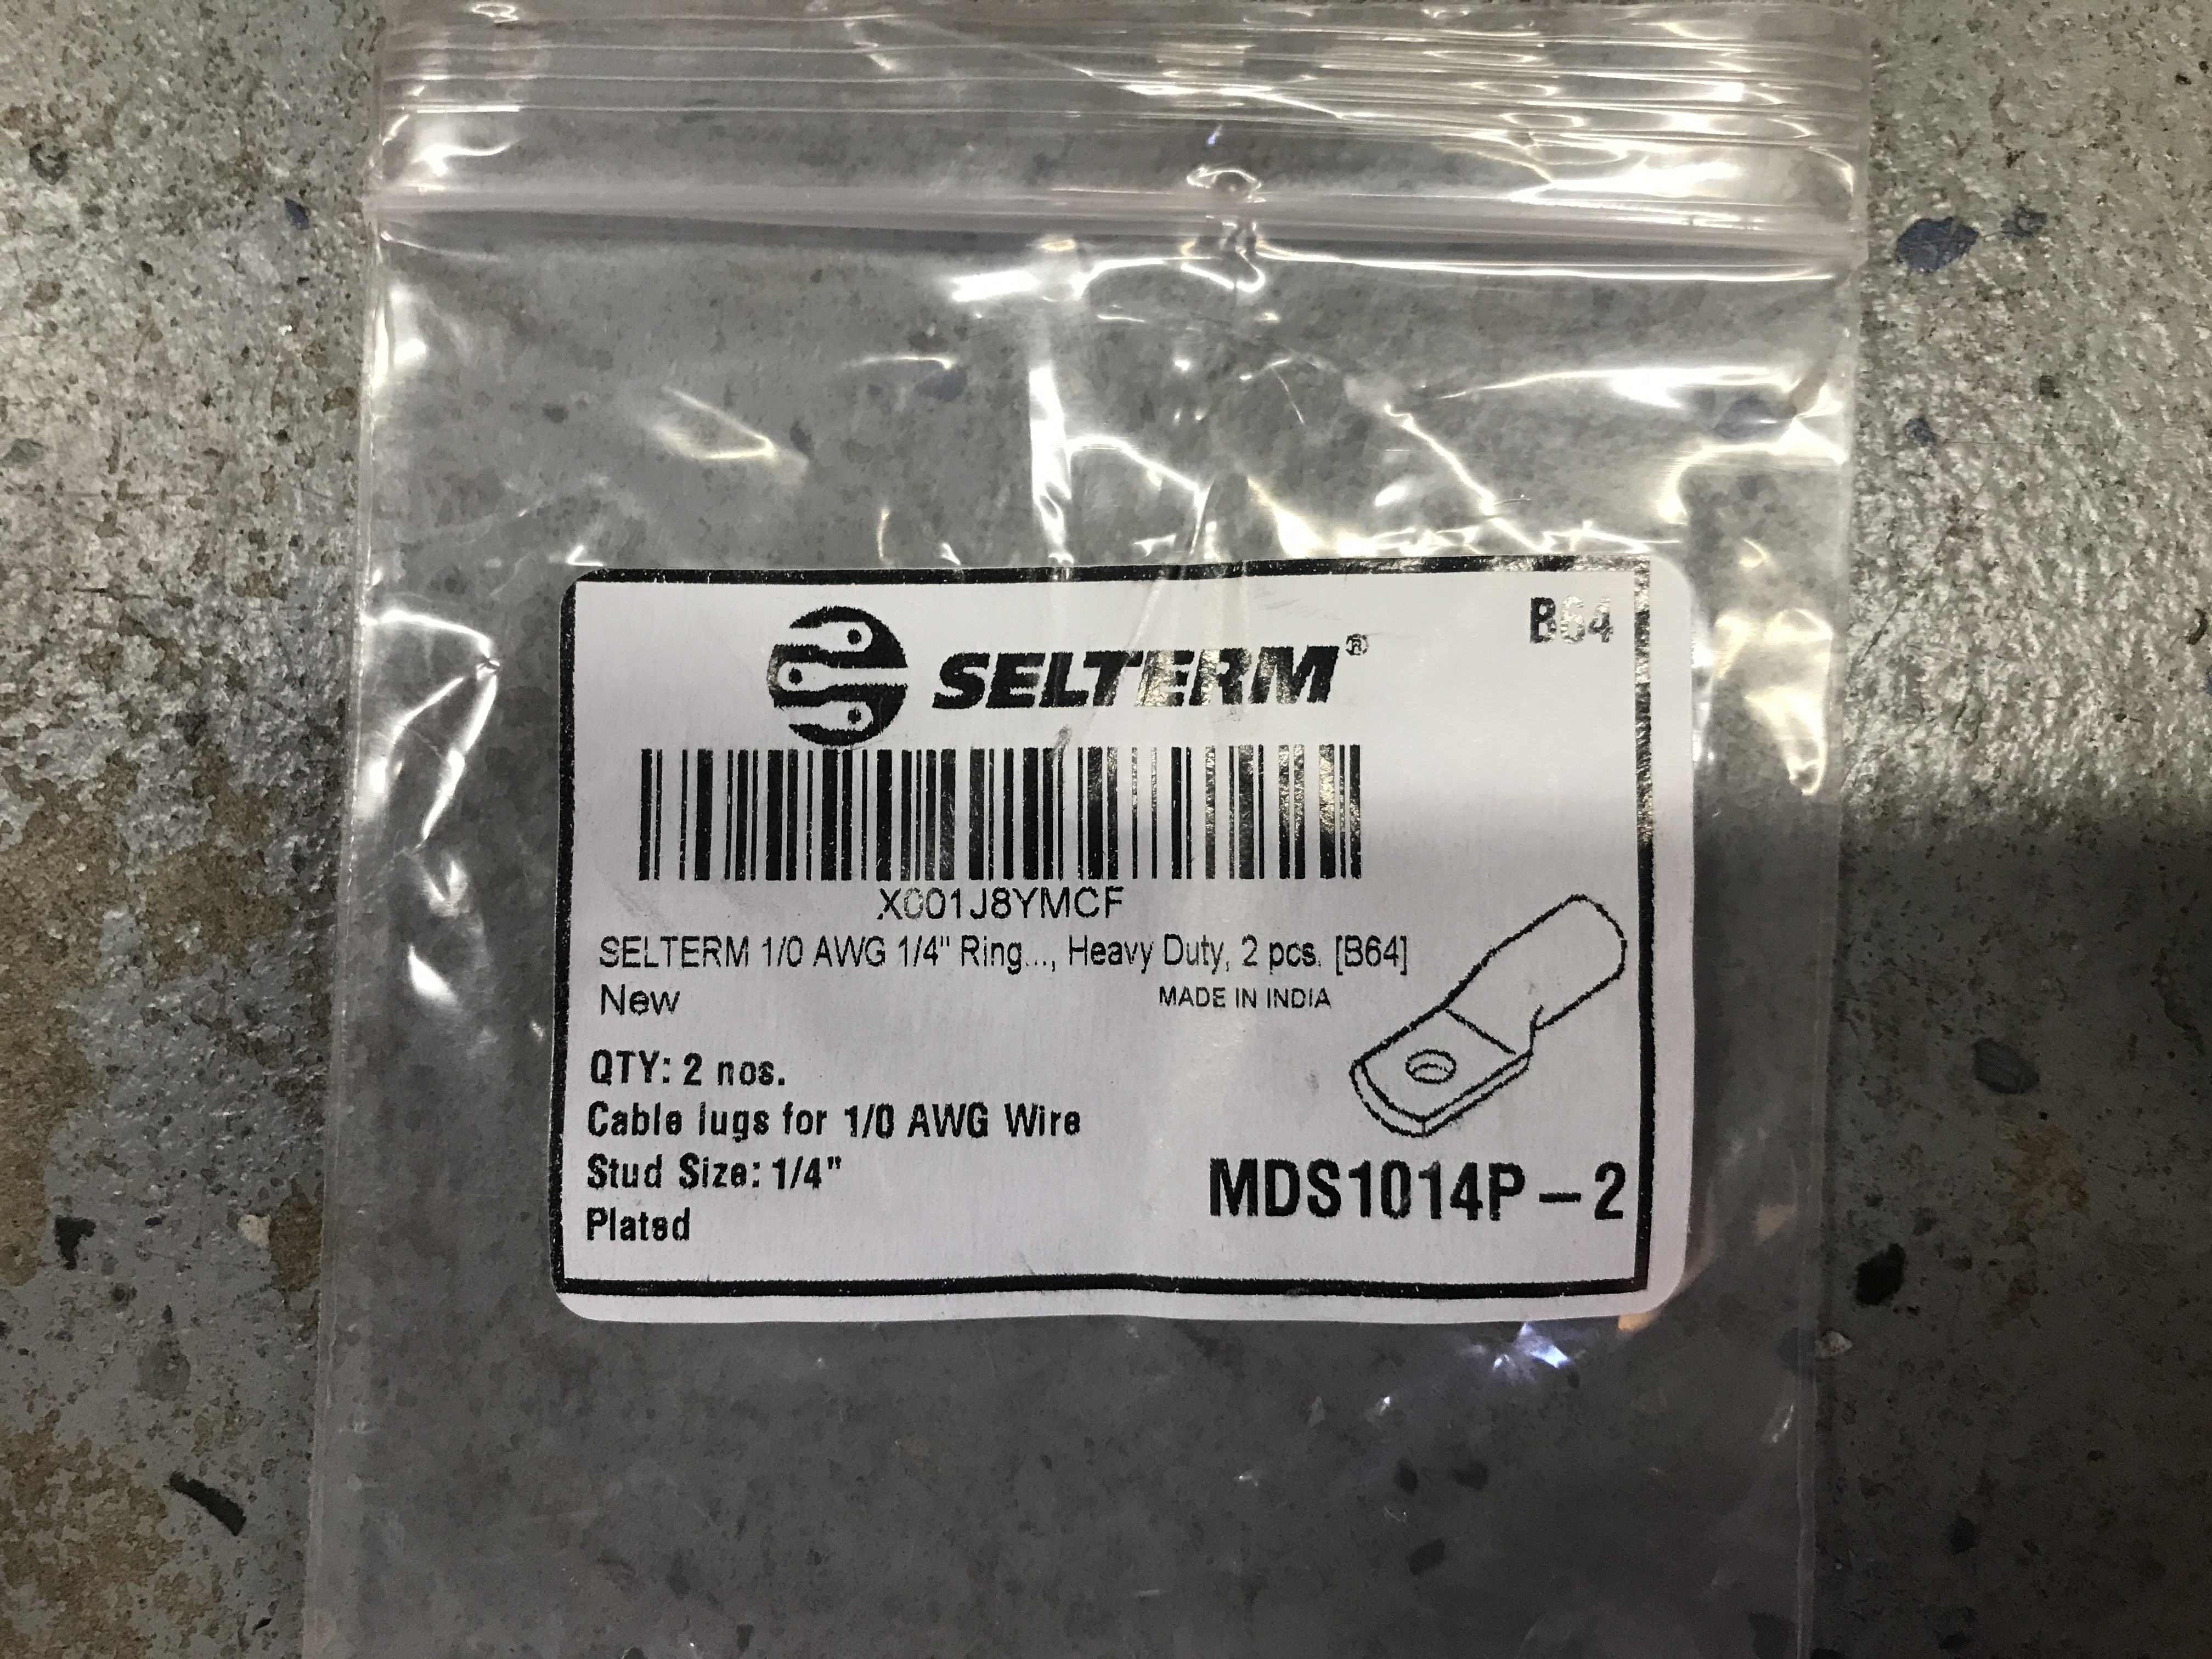 B64
SELTERM®
X001J8YMCF
SELTERM 1/0 AWG 1/4" Ring..., Heavy Duty, 2 pcs. [B64]
New
MADE IN INDIA
QTY: 2 nos.
Cable lugs for 1/0 AWG Wire
Stud Size: 1/4"
Plated
MDS1014P-2